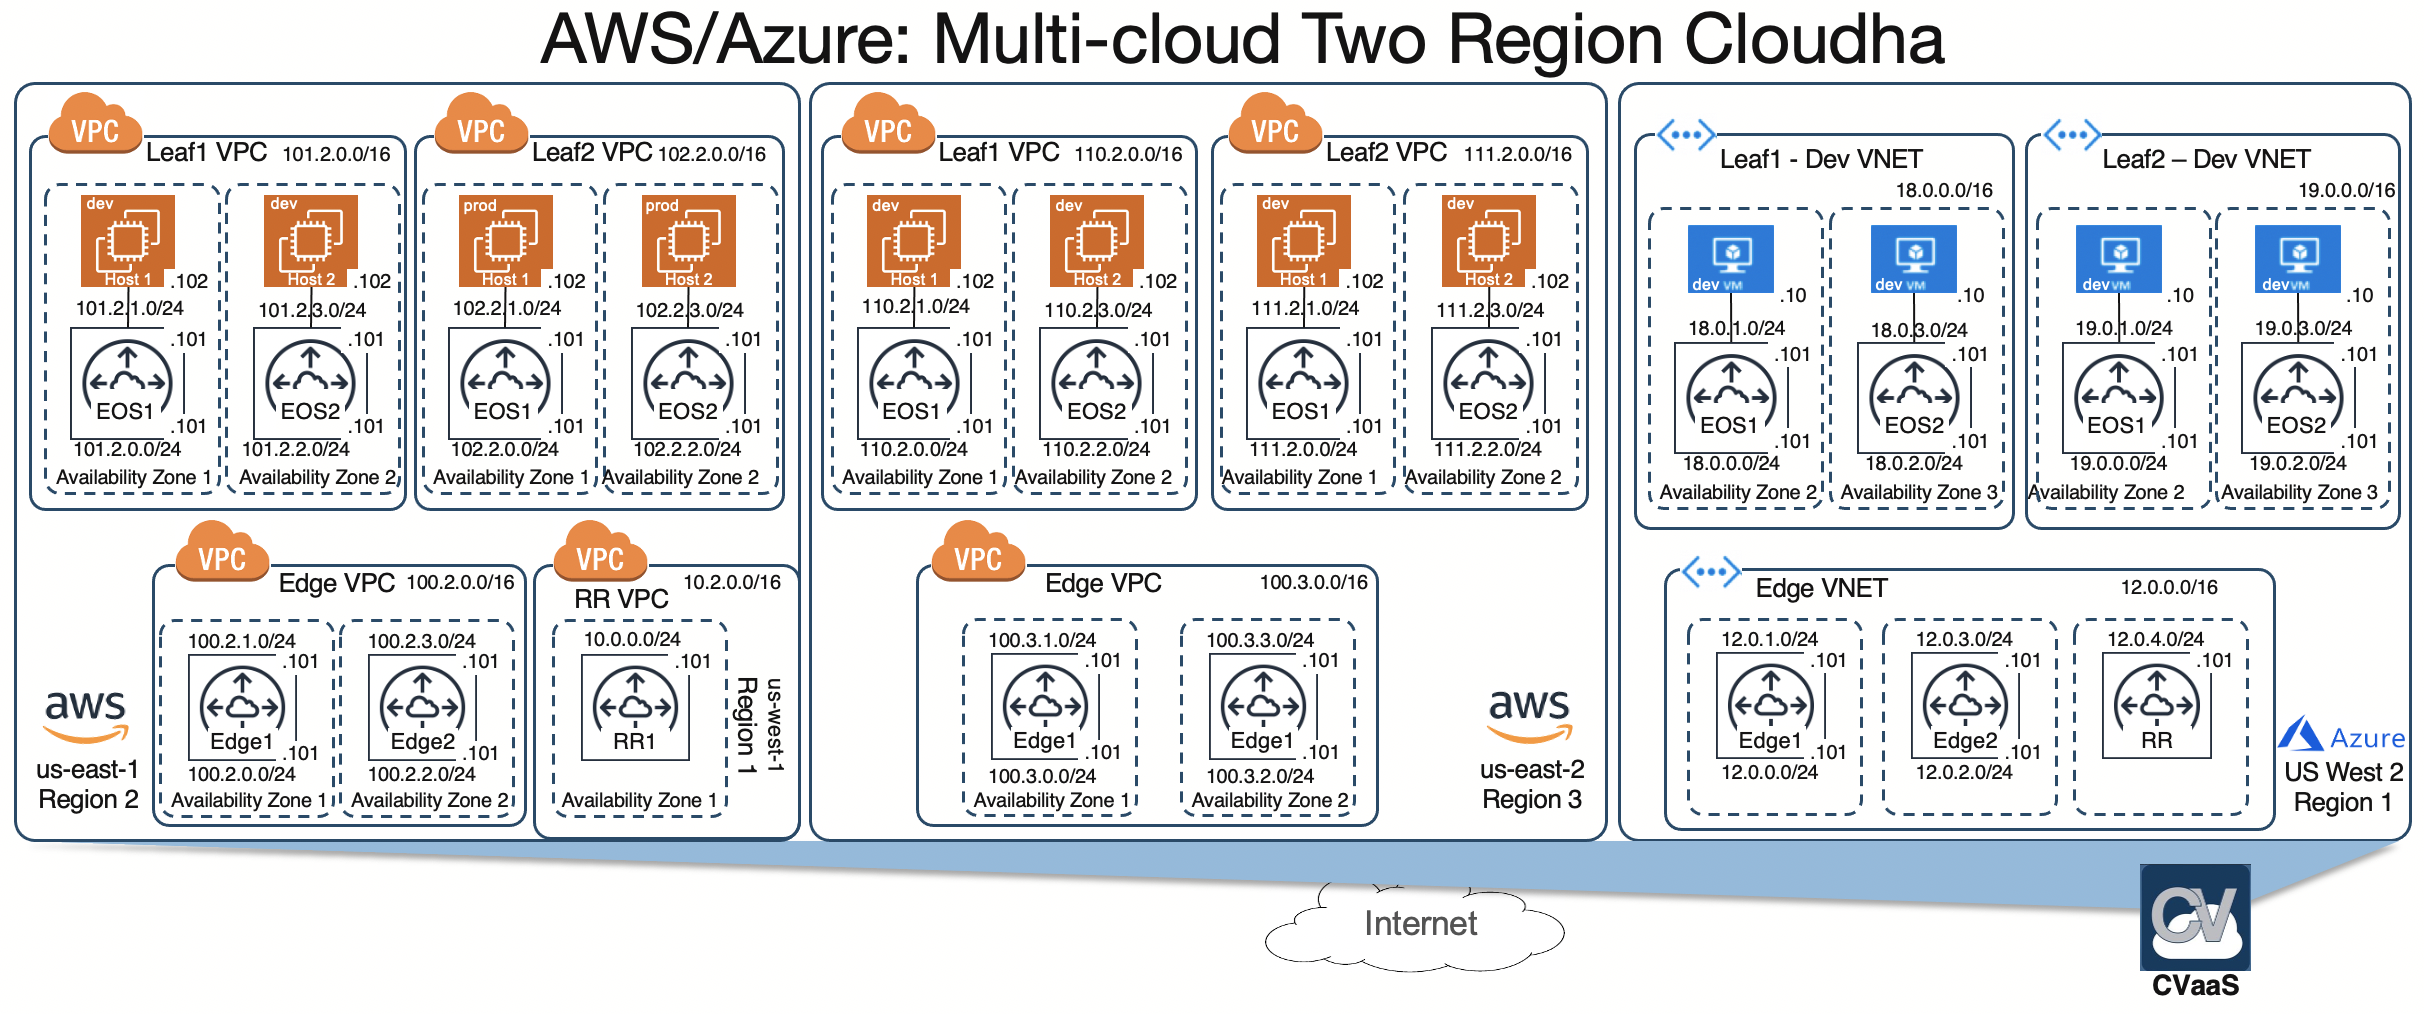 AWS/Azure: Multi-cloud Two Region Cloudha
VPC
Leaf1 VPC 101.2.0.0/16
dev
Host 1
.102
101.2.1.0/24
.101
EOS1
.101
101.2.0.0/24
Availability Zone 1
dev
Host 2
.102
101.2.3.0/24
.101
EOS2
.101
101.2.2.0/24
Availability Zone 2
VPC
Leaf2 VPC 102.2.0.0/16
prod
Host 1
.102
102.2.1.0/24
.101
EOS1
.101
102.2.0.0/24
Availability Zone 1
prod
Host 2
.102
102.2.3.0/24
.101
EOS2
.101
102.2.2.0/24
Availability Zone 2
VPC
Edge VPC 100.2.0.0/16
100.2.1.0/24
.101
Edge1
.101
100.2.0.0/24
Availability Zone 1
100.2.3.0/24
.101
Edge2
.101
100.2.2.0/24
Availability Zone 2
VPC
10.2.0.0/16
RR VPC
10.0.0.0/24
.101
RR1
Availability Zone 1
us-west-1
Region 1
aws
us-east-1
Region 2
VPC
Leaf1 VPC 110.2.0.0/16
dev
Host 1
.102
110.2.1.0/24
.101
EOS1
.101
110.2.0.0/24
Availability Zone 1
dev
Host 2
.102
110.2.3.0/24
.101
EOS2
.101
110.2.2.0/24
Availability Zone 2
VPC
Leaf2 VPC 111.2.0.0/16
dev
Host 1
.102
111.2.1.0/24
.101
EOS1
.101
111.2.0.0/24
Availability Zone 1
dev
Host 2
.102
111.2.3.0/24
.101
EOS2
.101
111.2.2.0/24
Availability Zone 2
VPC
Edge VPC 100.3.0.0/16
100.3.1.0/24
.101
Edge1
.101
100.3.0.0/24
Availability Zone 1
100.3.3.0/24
.101
Edge1
.101
100.3.2.0/24
Availability Zone 2
aws
us-east-2
Region 3
Leaf1 - Dev VNET
18.0.0.0/16
dev VM
.10
18.0.1.0/24
.101
EOS1
.101
18.0.0.0/24
Availability Zone 2
dev VM
.10
18.0.3.0/24
.101
EOS2
.101
18.0.2.0/24
Availability Zone 3
Leaf2 – Dev VNET
19.0.0.0/16
dev VM
.10
19.0.1.0/24
.101
EOS1
.101
19.0.0.0/24
Availability Zone 2
dev VM
.10
19.0.3.0/24
.101
EOS2
.101
19.0.2.0/24
Availability Zone 3
Edge VNET 12.0.0.0/16
12.0.1.0/24
.101
Edge1
.101
12.0.0.0/24
12.0.3.0/24
.101
Edge2
.101
12.0.2.0/24
12.0.4.0/24
.101
RR
Azure
US West 2
Region 1
Internet
CV
CVaaS